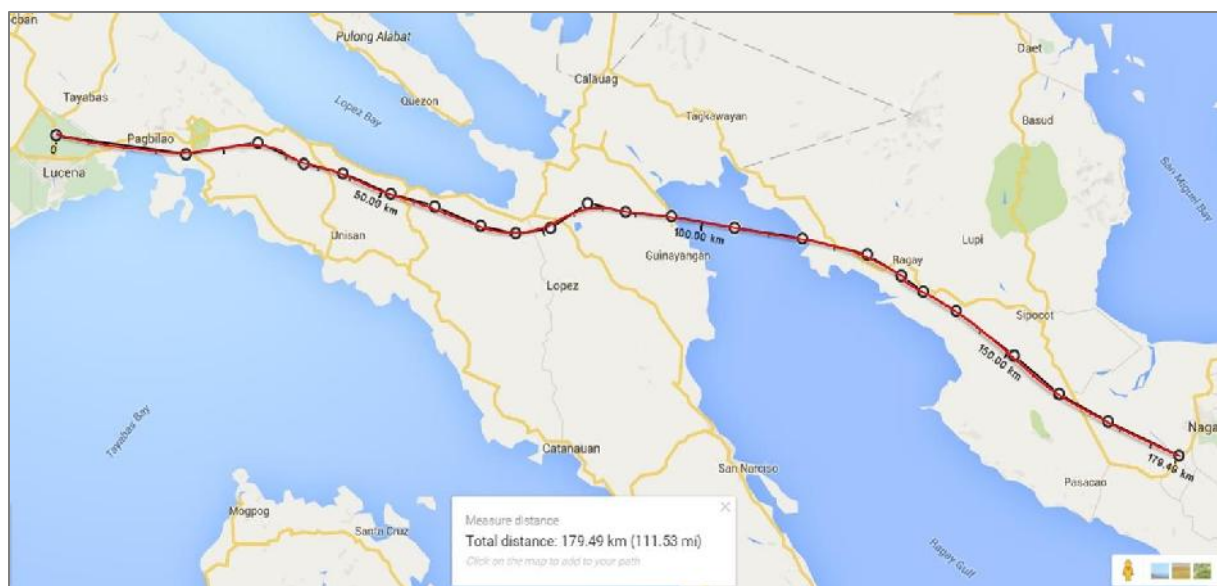 cban
Pulong Alabat
Daet
Calauag
Tayabas
Quezon
Lopez Bay
Tagkawayan
Basud
Pagbilao
0
Lucena
San Miguel Bay
50.00 km
Unisan
100.00 km
Lupi
Guinayangan
Ragay
Lopez
Sipocot
150.00 km
Tayabas Bay
Naga
Catanauan
179.49 km
San Narciso
Pasacao
Mogpog
Santa Cruz
Measure distance
Total distance: 179.49 km (111.53 mi)
Click on the map to add to your path
Ragay Gulf